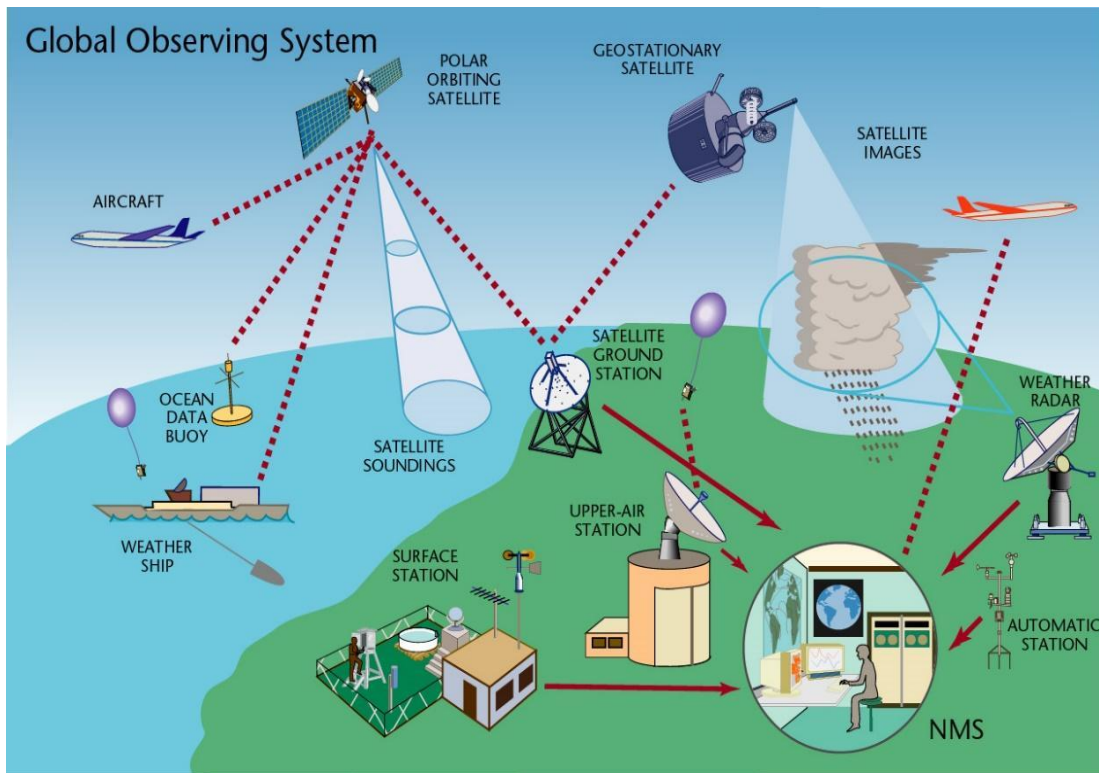 Global Observing System
POLAR
ORBITING
SATELLITE
GEOSTATIONARY
SATELLITE
SATELLITE
IMAGES
AIRCRAFT
OCEAN
DATA
BUOY
SATELLITE
SOUNDINGS
SATELLITE
GROUND
STATION
WEATHER
RADAR
WEATHER
SHIP
UPPER-AIR
STATION
SURFACE
STATION
AUTOMATIC
STATION
NMS